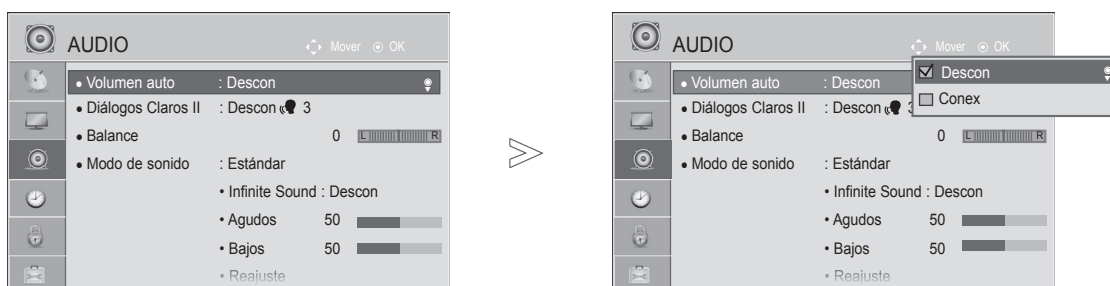 AUDIO
Mover OK
• Volumen auto : Descon
• Diálogos Claros II : Descon 3
• Balance 0 L R
• Modo de sonido : Estándar
• Infinite Sound : Descon
• Agudos 50
• Bajos 50
• Reajuste
AUDIO
Mover OK
• Volumen auto : Descon
Descon
Conex
• Diálogos Claros II : Descon 3
• Balance 0 L R
• Modo de sonido : Estándar
• Infinite Sound : Descon
• Agudos 50
• Bajos 50
• Reajuste